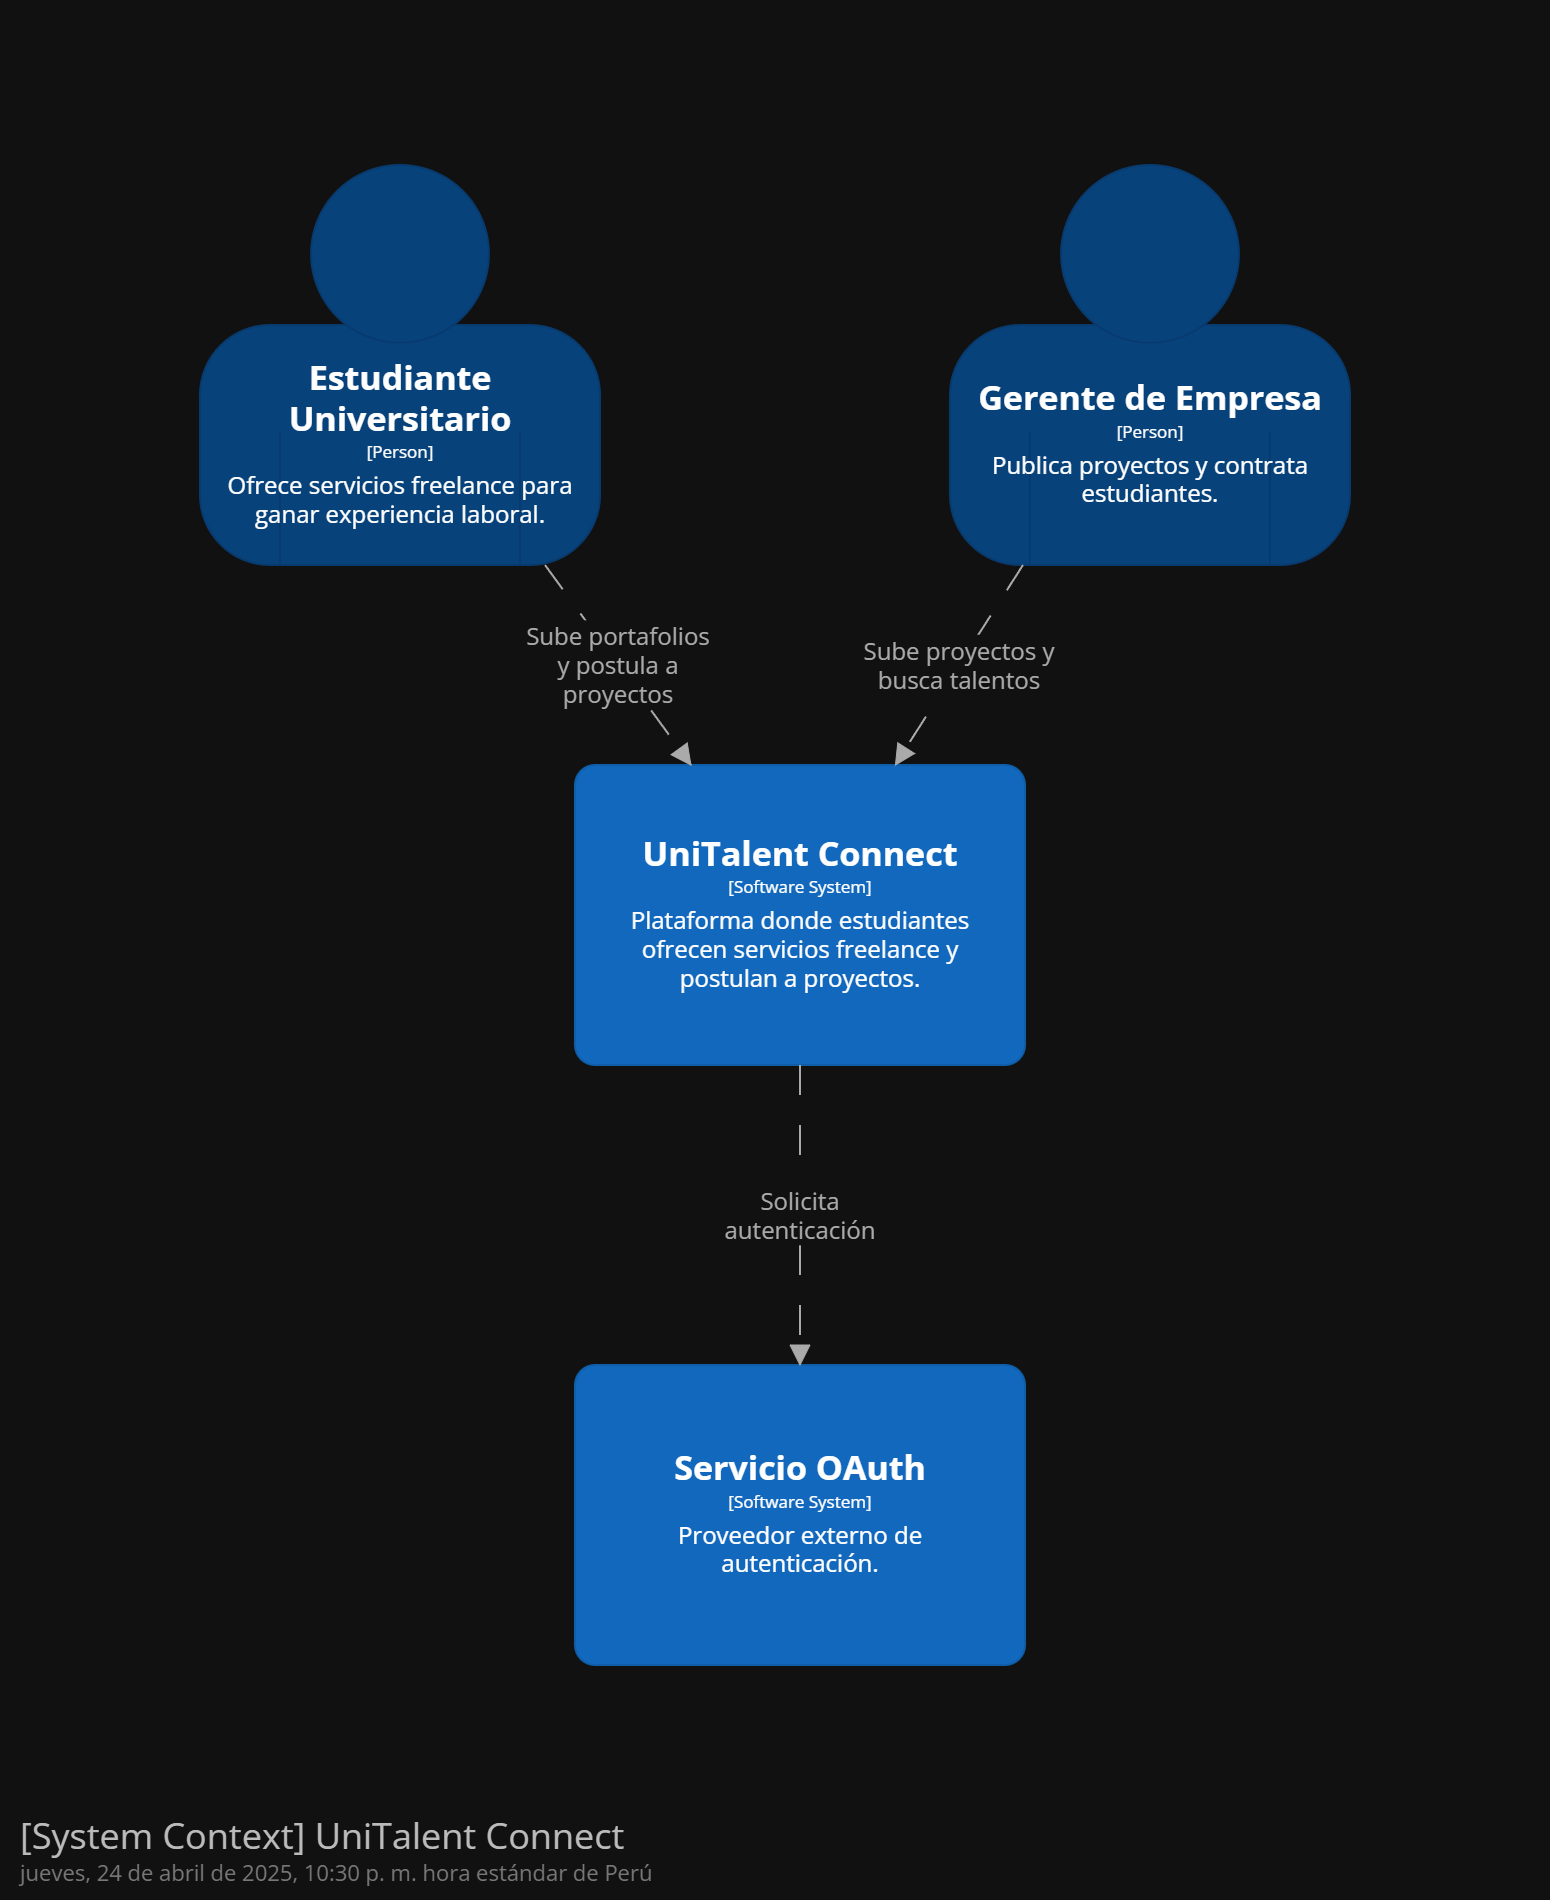 Estudiante
Universitario
[Person]
Ofrece servicios freelance para
ganar experiencia laboral.
Gerente de Empresa
[Person]
Publica proyectos y contrata
estudiantes.
Sube portafolios
y postula a
proyectos
Sube proyectos y
busca talentos
UniTalent Connect
[Software System]
Plataforma donde estudiantes
ofrecen servicios freelance y
postulan a proyectos.
Solicita
autenticación
Servicio OAuth
[Software System]
Proveedor externo de
autenticación.
[System Context] UniTalent Connect
jueves, 24 de abril de 2025, 10:30 p. m. hora estándar de Perú